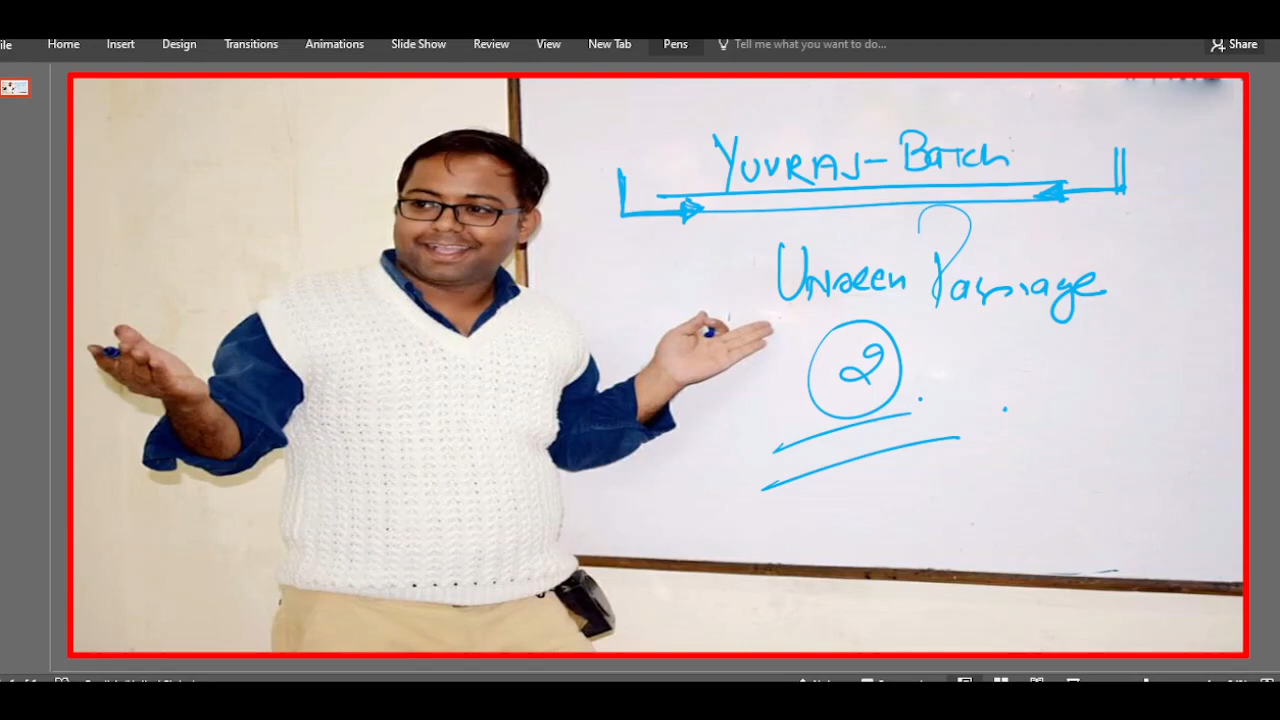 File
Home Insert Design Transitions Animations Slide Show Review View New Tab Pens Tell me what you want to do... Share
YUVRAJ-Batch
Unseen Passage
2